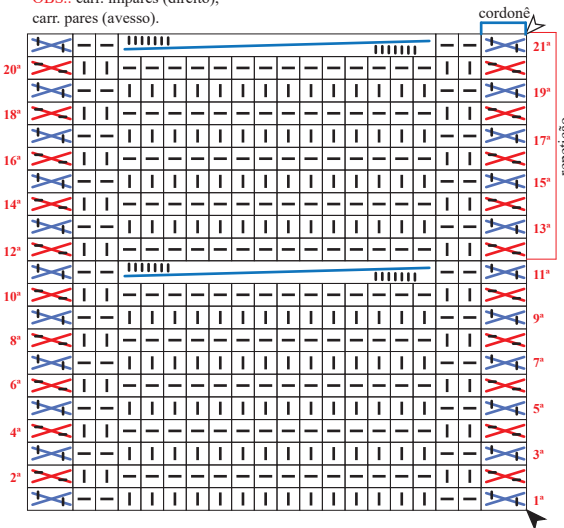 OBS.: carr. ímpares (direito),
carr. pares (avesso).
cordonê
21ª
20ª
19ª
18ª
17ª
16ª
15ª
14ª
13ª
12ª
11ª
10ª
9ª
8ª
7ª
6ª
5ª
4ª
3ª
2ª
1ª